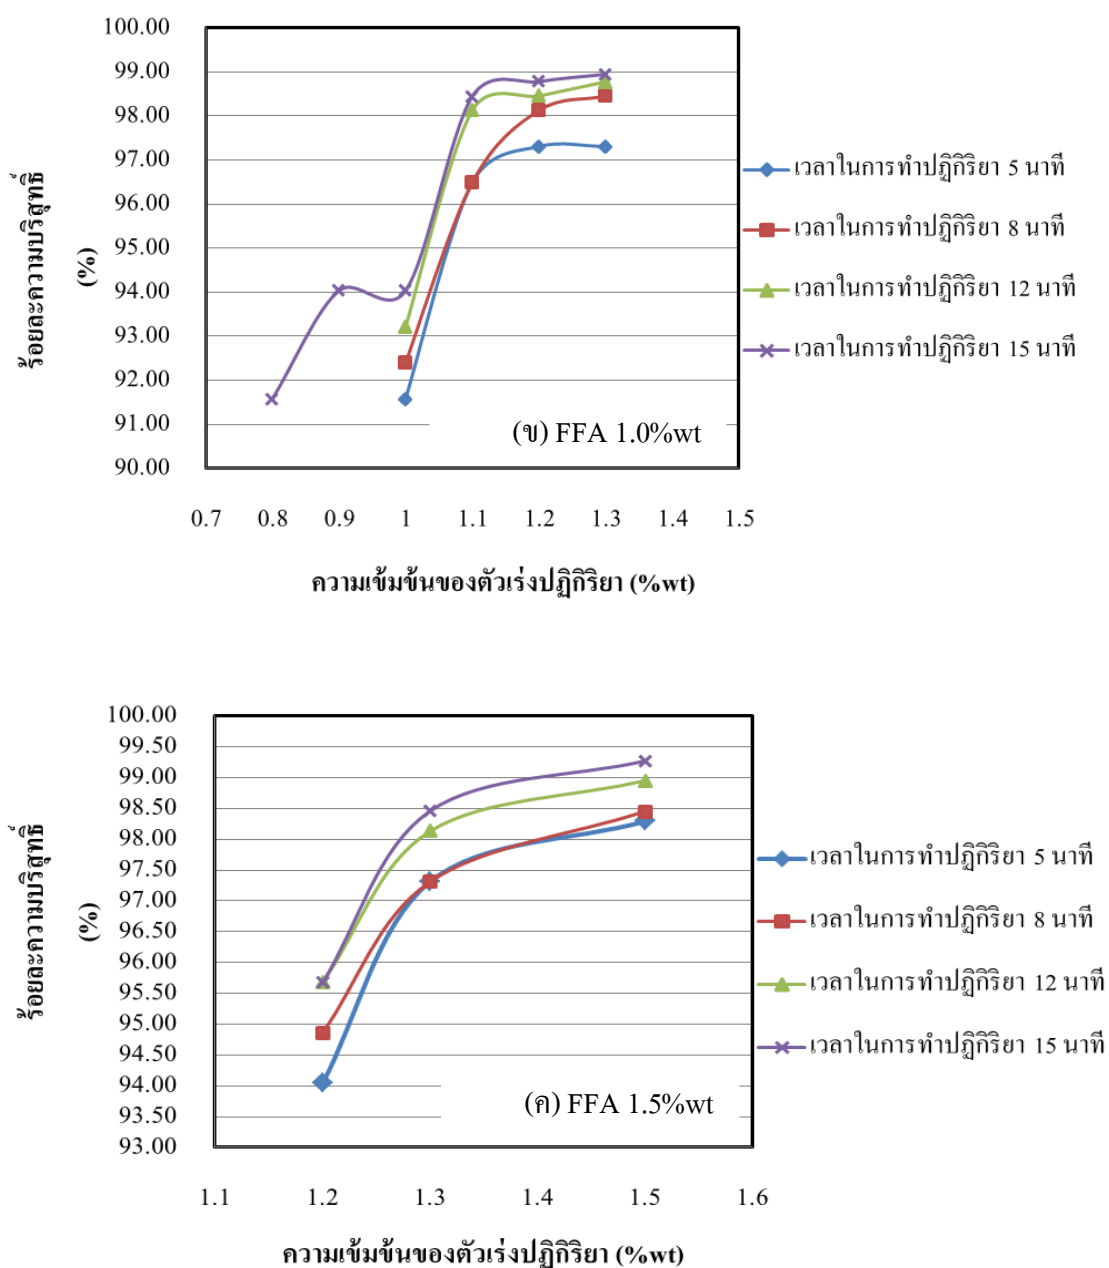 100.00
99.00
98.00
97.00
96.00
95.00
94.00
93.00
92.00
91.00
90.00
ร้อยละความบริสุทธิ์
(%)
0.7 0.8 0.9 1 1.1 1.2 1.3 1.4 1.5
ความเข้มข้นของตัวเร่งปฏิกิริยา (%wt)
(ข) FFA 1.0%wt
เวลาในการทำปฏิกิริยา 5 นาที
เวลาในการทำปฏิกิริยา 8 นาที
เวลาในการทำปฏิกิริยา 12 นาที
เวลาในการทำปฏิกิริยา 15 นาที
100.00
99.50
99.00
98.50
98.00
97.50
97.00
96.50
96.00
95.50
95.00
94.50
94.00
93.50
93.00
ร้อยละความบริสุทธิ์
(%)
1.1 1.2 1.3 1.4 1.5 1.6
ความเข้มข้นของตัวเร่งปฏิกิริยา (%wt)
(ค) FFA 1.5%wt
เวลาในการทำปฏิกิริยา 5 นาที
เวลาในการทำปฏิกิริยา 8 นาที
เวลาในการทำปฏิกิริยา 12 นาที
เวลาในการทำปฏิกิริยา 15 นาที